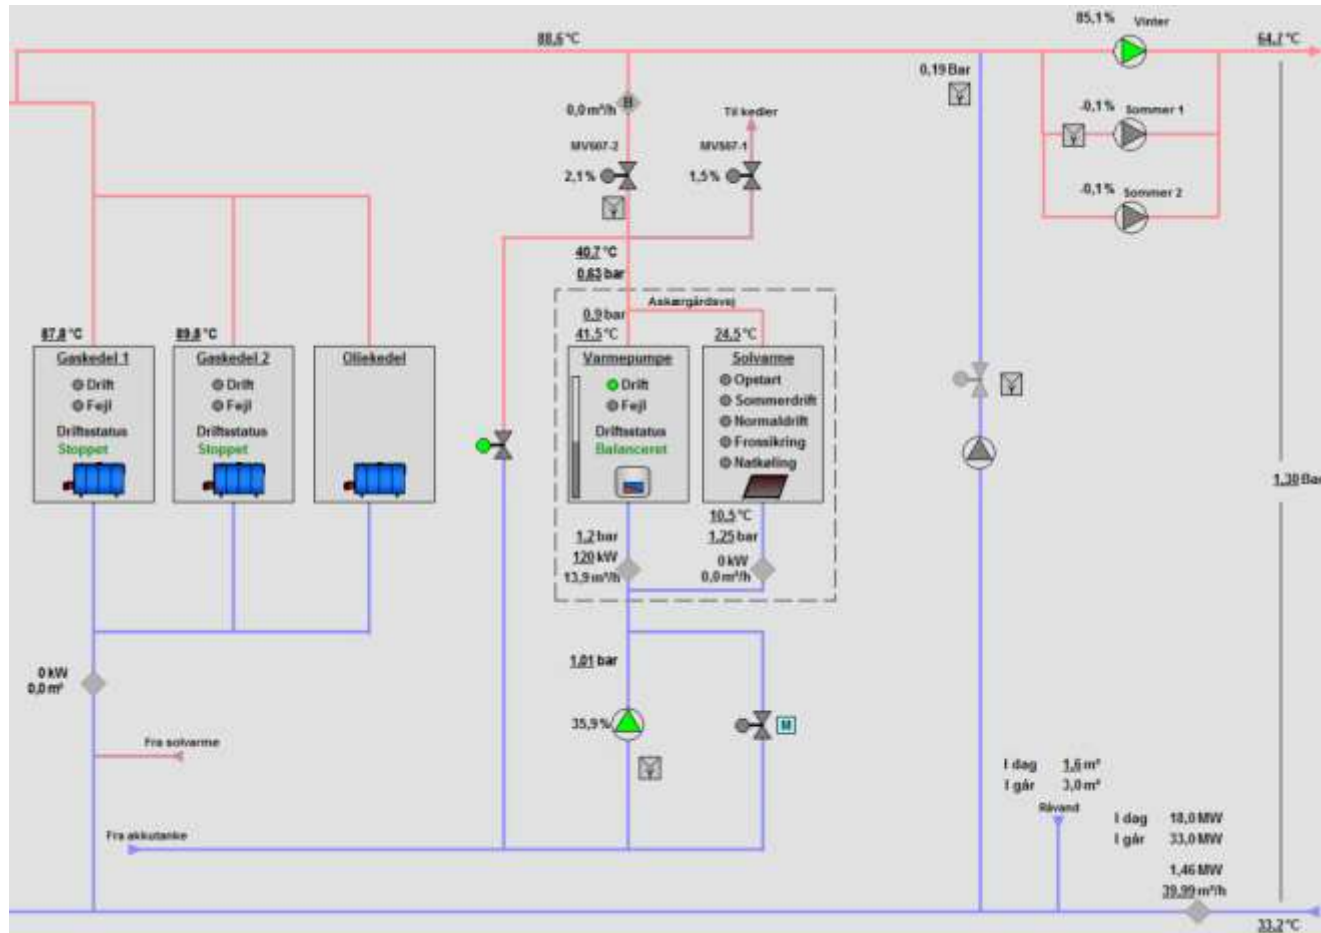 85,1% Vinter
88,6°C
64,7°C
0,19 Bar
0,0 m³/h
B
Til kedler
-0,1% Sommer 1
MV507-2
MV507-1
2,1%
1,5%
-0,1% Sommer 2
40,7°C
0,63 bar
Askærgårdsvej
0,9 bar
87,8°C
89,8°C
41,5°C
24,5°C
Gaskedel 1
Drift
Fejl
Driftsstatus
Stoppet
Gaskedel 2
Drift
Fejl
Driftsstatus
Stoppet
Oliekedel
Varmepumpe
Drift
Fejl
Driftsstatus
Balanceret
Solvarme
Opstart
Sommerdrift
Normaldrift
Frossikring
Natkøling
1,30 Bar
10,5°C
1,2 bar
1,25 bar
120 kW
0 kW
13,9 m³/h
0,0 m³/h
1,01 bar
0 kW
0,0 m³
35,9%
M
Fra solvarme
I dag 1,6 m³
I går 3,0 m³
Råvand
I dag 18,0 MW
I går 33,0 MW
Fra akkutanke
1,46 MW
39,99 m³/h
33,2°C